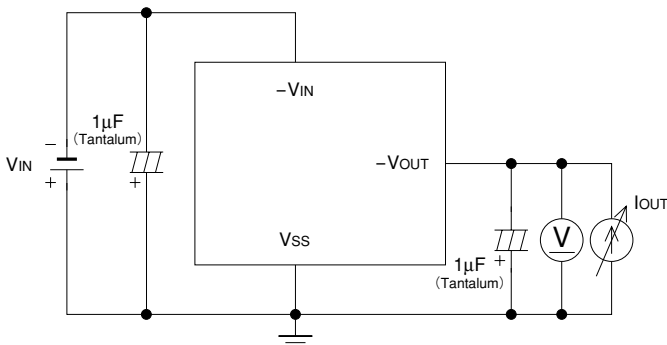 −VIN
1μF
(Tantalum)
−
VIN
+
+
−VOUT
IOUT
VSS
V
1μF
(Tantalum)
+